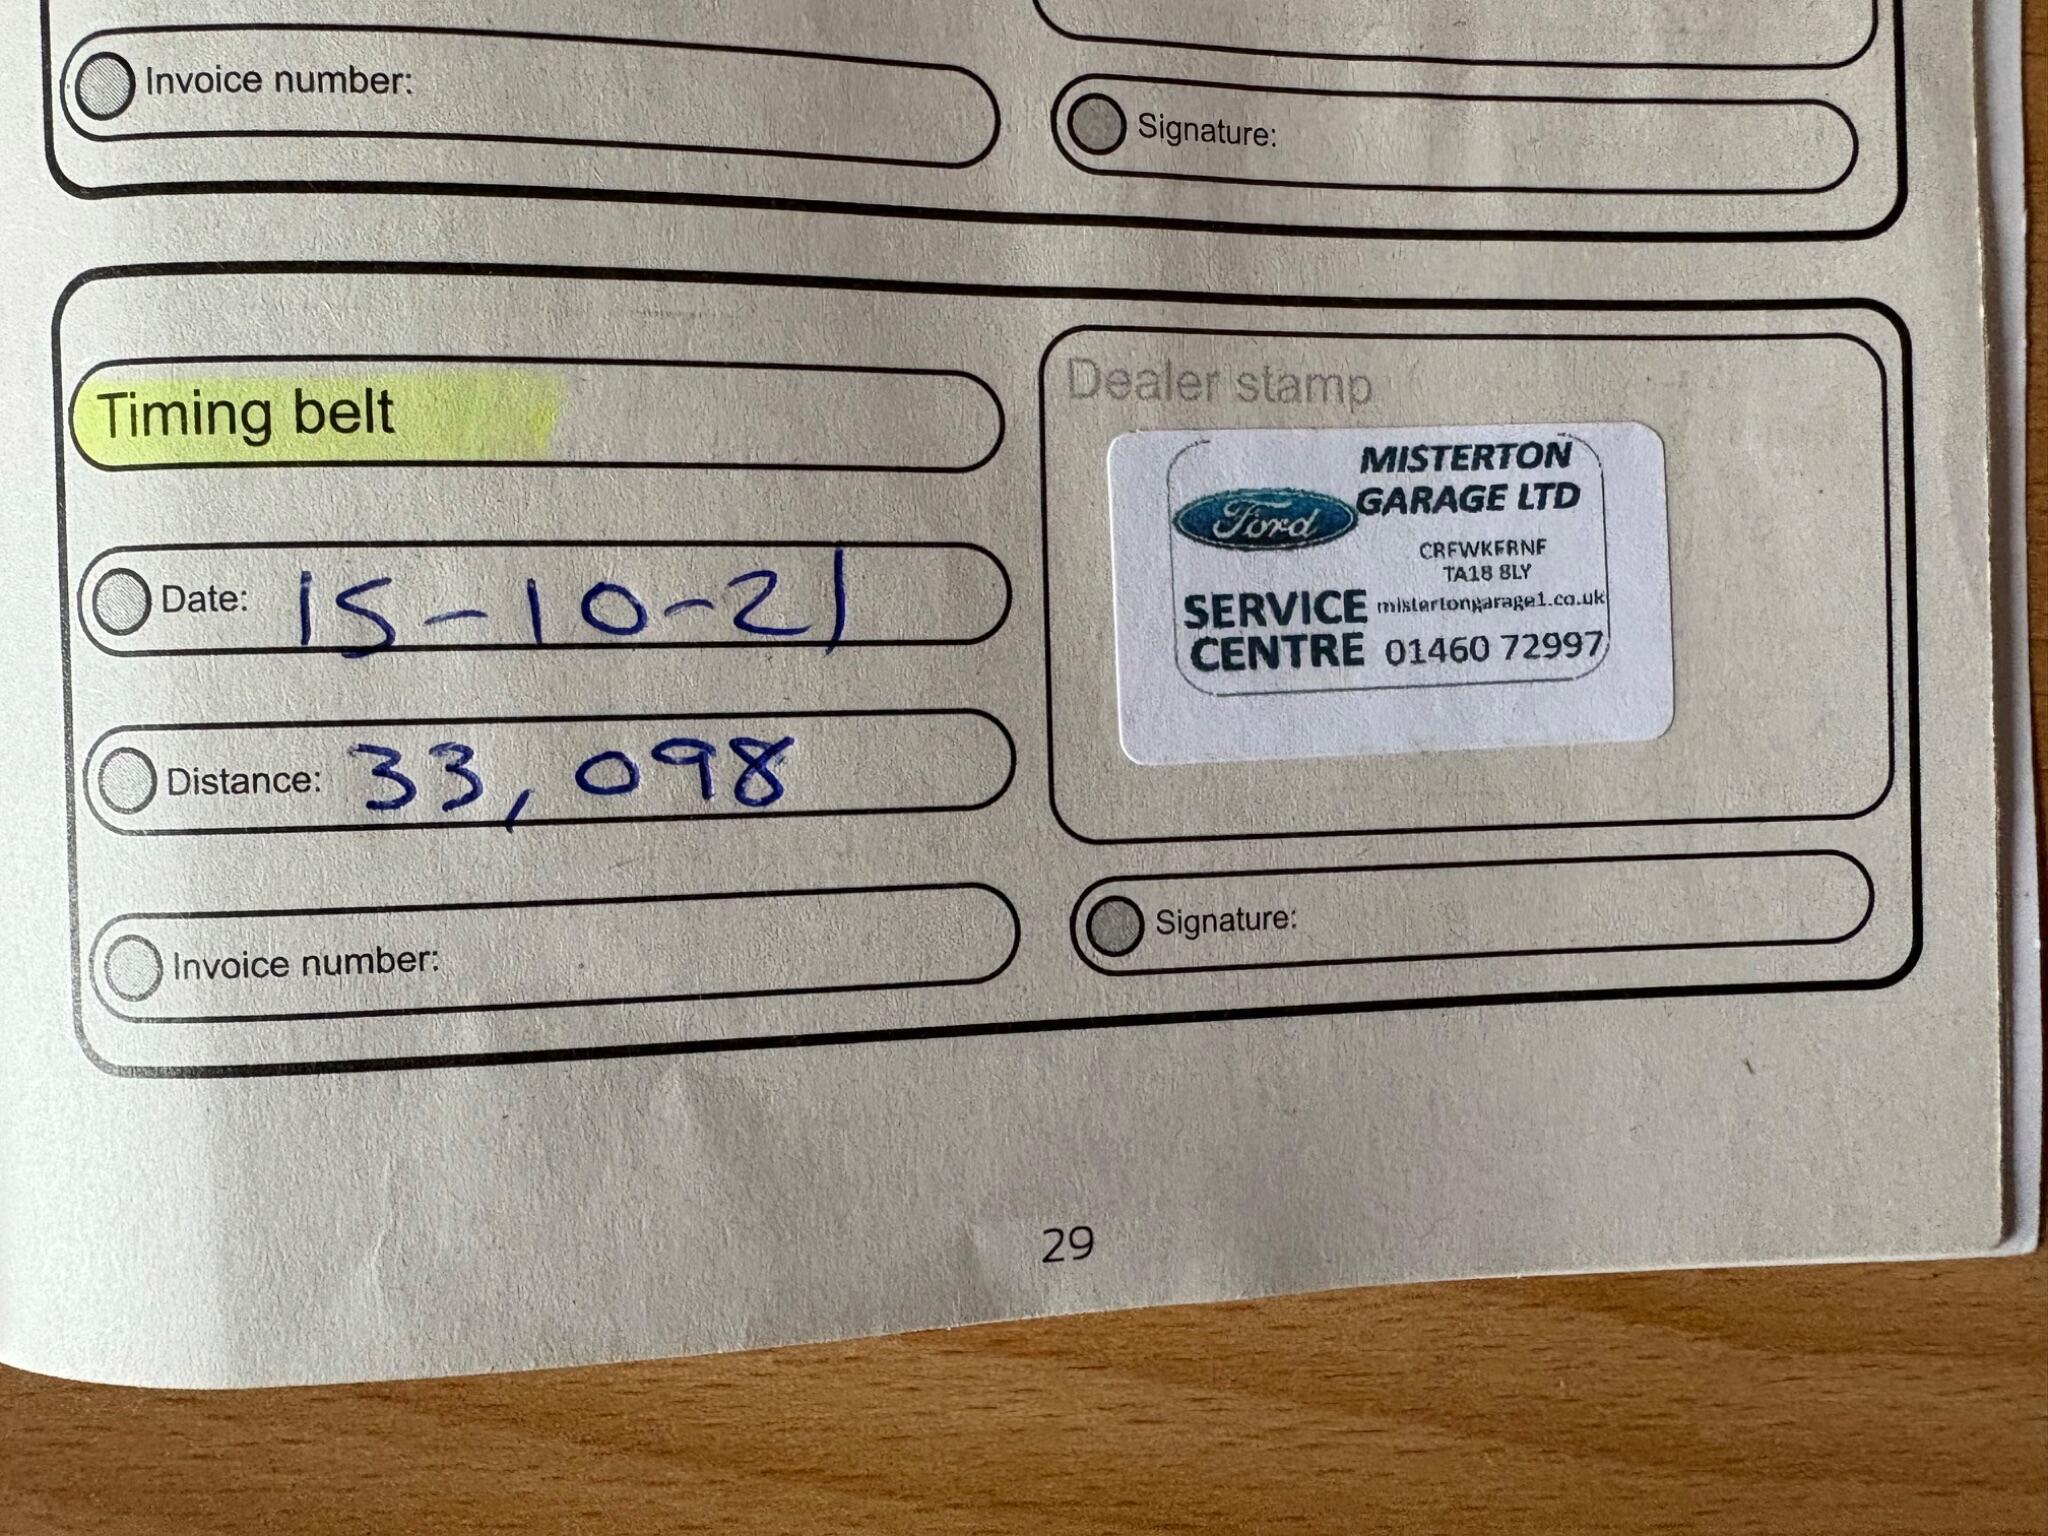 Invoice number:
Signature:
Timing belt
Date: 15-10-21
Distance: 33,098
Invoice number:
Dealer stamp
MISTERTON
GARAGE LTD
Ford
CREWKERNE
TA18 8LY
SERVICE
CENTRE
mistertongarage1.co.uk
01460 72997
Signature:
29